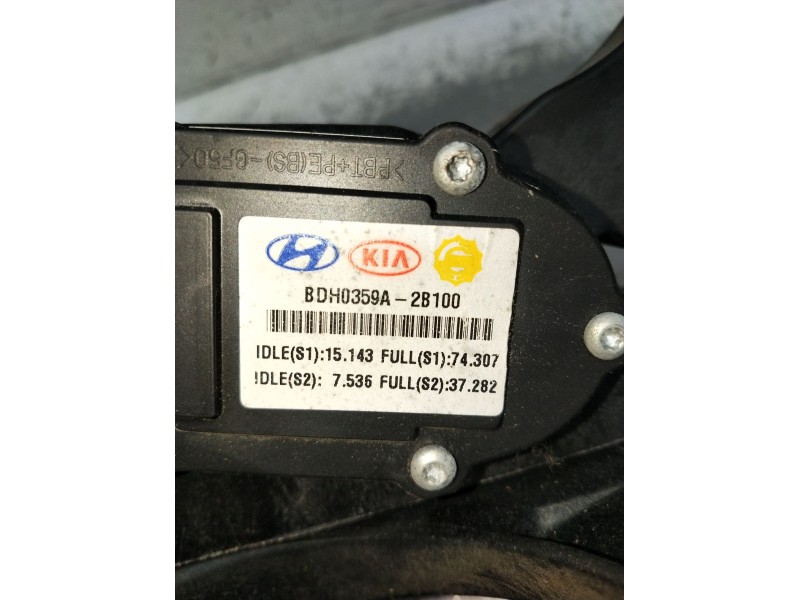 >PBT+PE(BS)-GF50<
KIA
BDH0359A-2B100
IDLE(S1):15.143 FULL(S1):74.307
IDLE(S2): 7.536 FULL(S2):37.282